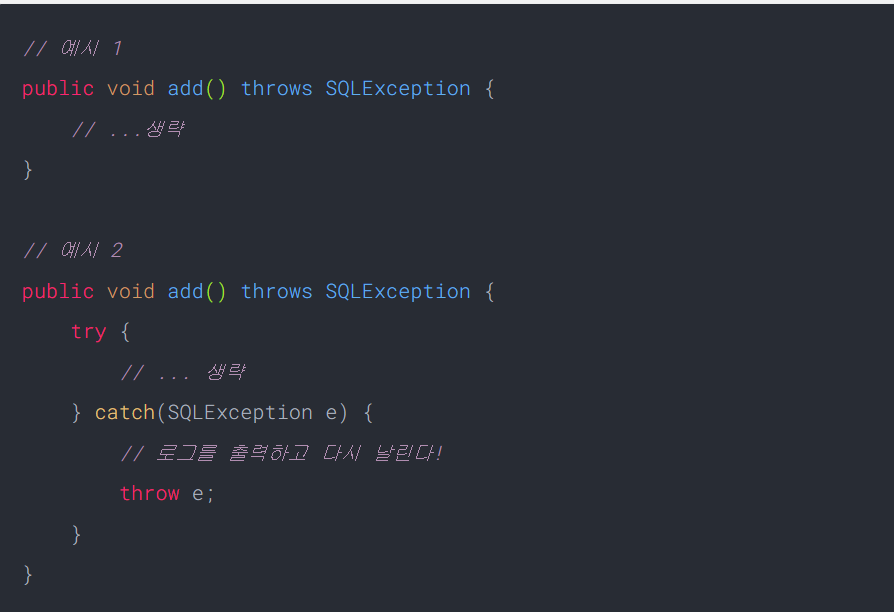 // 예시 1
public void add() throws SQLException {
// ...생략
}
// 예시 2
public void add() throws SQLException {
try {
// ... 생략
} catch(SQLException e) {
// 로그를 출력하고 다시 날린다!
throw e;
}
}